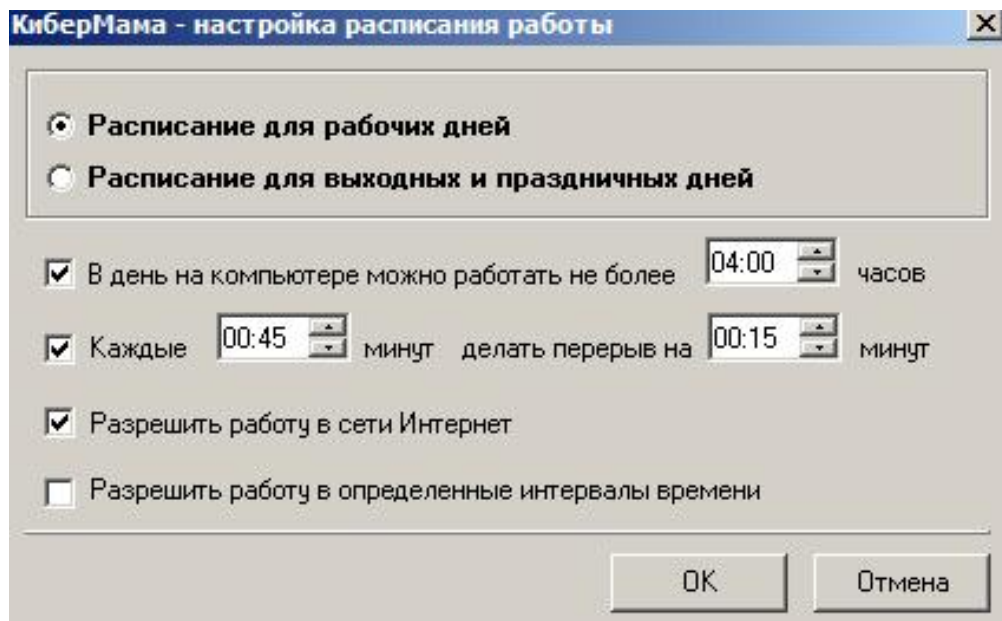 КиберМама - настройка расписания работы
Расписание для рабочих дней
Расписание для выходных и праздничных дней
В день на компьютере можно работать не более 04:00 часов
Каждые 00:45 минут делать перерыв на 00:15 минут
Разрешить работу в сети Интернет
Разрешить работу в определенные интервалы времени
OK Отмена